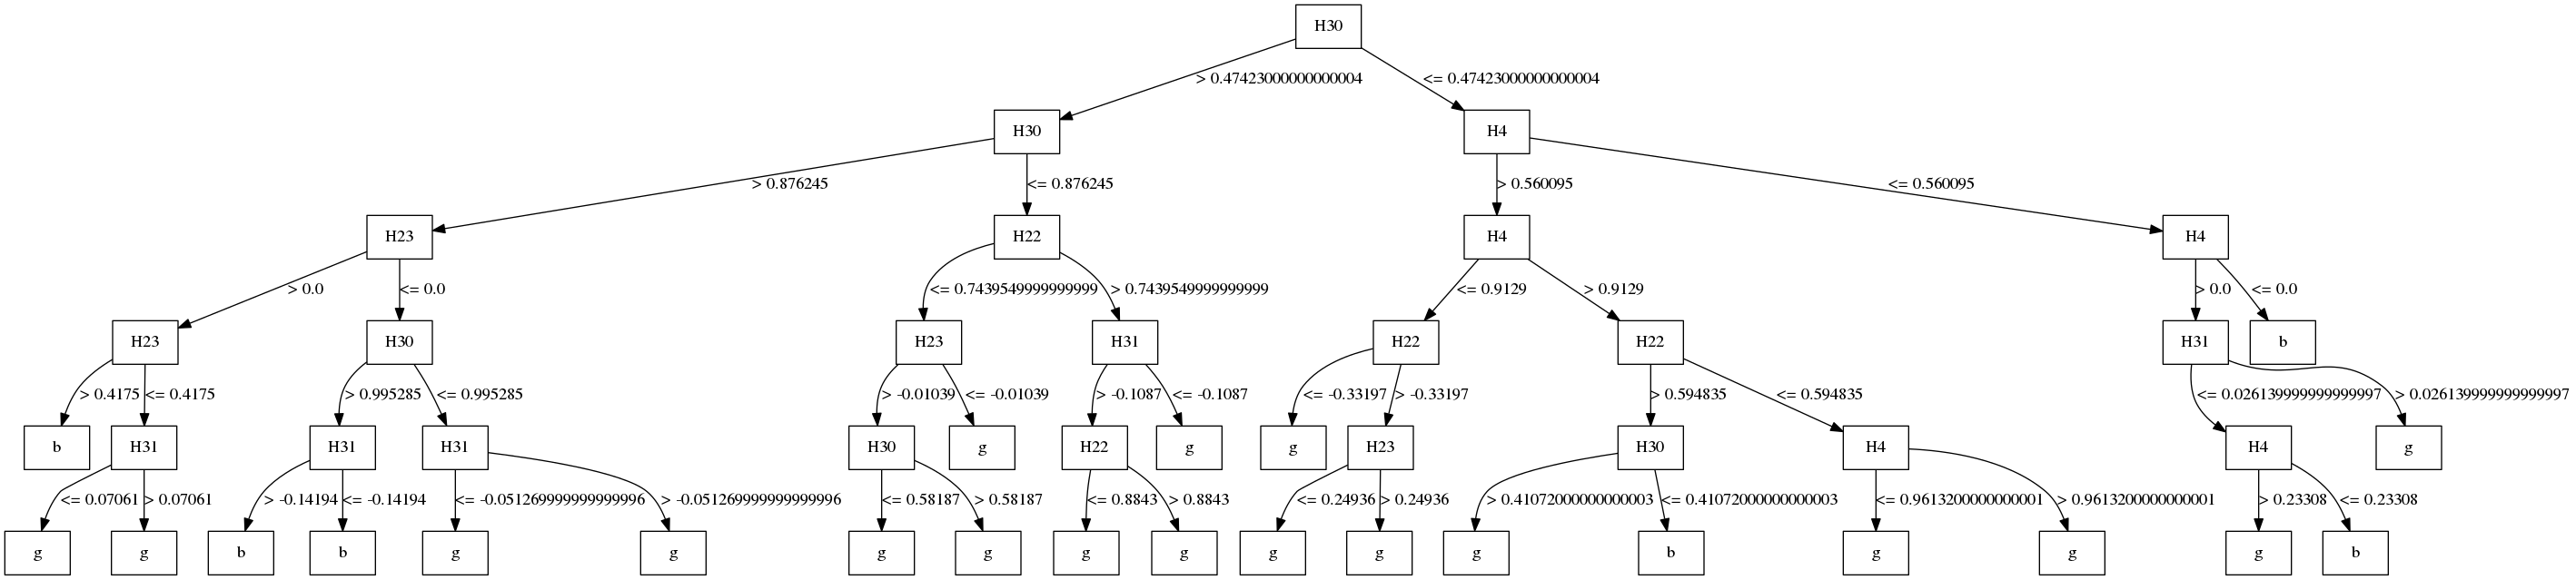 H30
> 0.47423000000000004
<= 0.47423000000000004
H30
H4
> 0.876245
<= 0.876245
> 0.560095
<= 0.560095
H23
H22
H4
H4
> 0.0
<= 0.0
<= 0.7439549999999999
> 0.7439549999999999
<= 0.9129
> 0.9129
> 0.0
<= 0.0
H23
H30
H23
H31
H22
H22
H31
b
> 0.4175
<= 0.4175
> 0.995285
<= 0.995285
> -0.01039
<= -0.01039
> -0.1087
<= -0.1087
<= -0.33197
> -0.33197
> 0.594835
<= 0.594835
<= 0.026139999999999997
> 0.026139999999999997
b
H31
H31
H31
H30
g
H22
g
g
H23
H30
H4
H4
g
<= 0.07061
> 0.07061
> -0.14194
<= -0.14194
<= -0.051269999999999996
> -0.051269999999999996
<= 0.58187
> 0.58187
<= 0.8843
> 0.8843
<= 0.24936
> 0.24936
> 0.41072000000000003
<= 0.41072000000000003
<= 0.9613200000000001
> 0.9613200000000001
> 0.23308
<= 0.23308
g
g
b
b
g
g
g
g
g
g
g
g
g
b
g
g
g
b